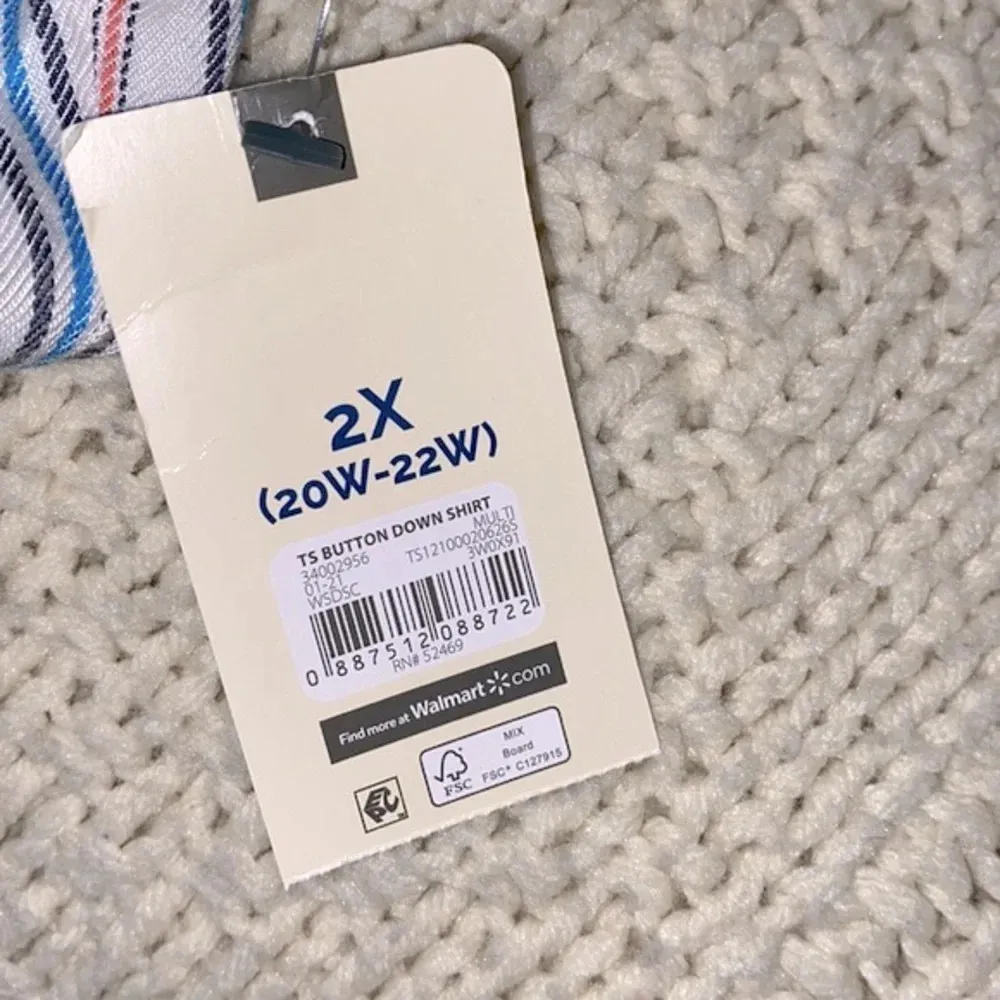 2X
(20W-22W)
TS BUTTON DOWN SHIRT
MULTI
34002956 TS12100020626S
01-21 3W0X91
WSDSC
0 887512 088722
RN# 52469
Find more at Walmart.com
FSC
MIX
Board
FSC® C127915
EPC